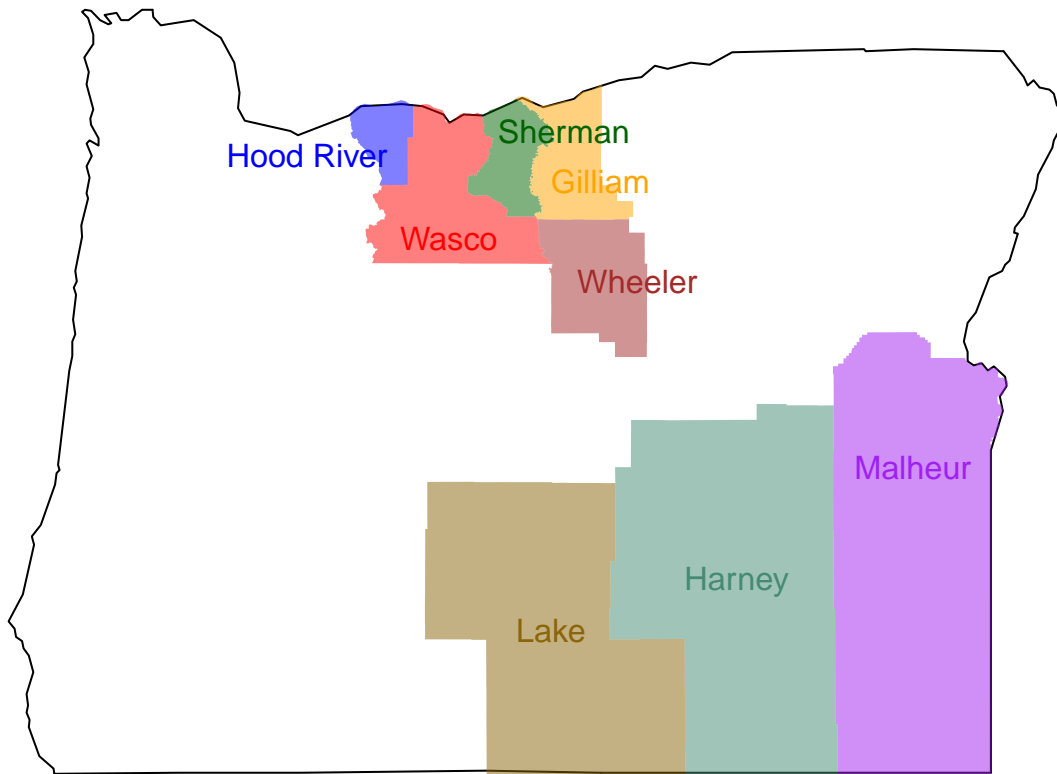 Sherman
Hood River
Gilliam
Wasco
Wheeler
Malheur
Harney
Lake